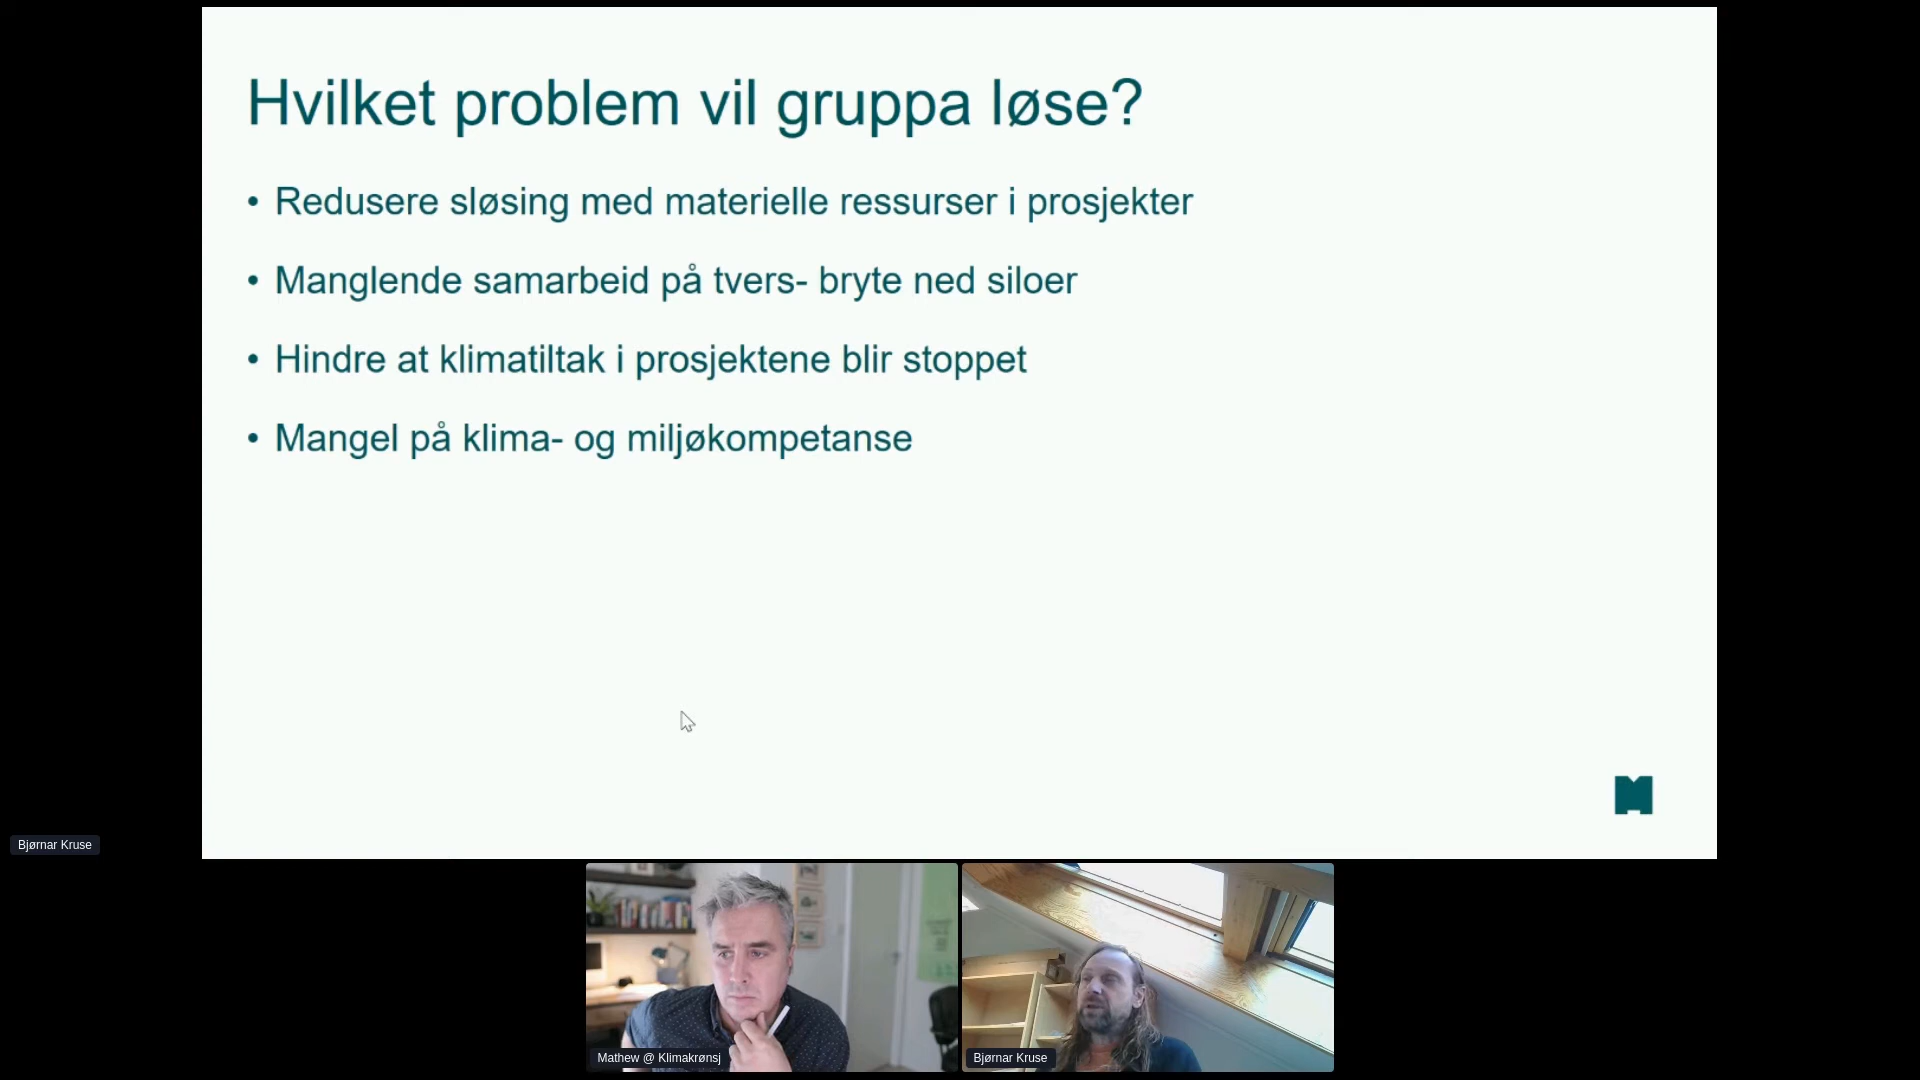 Hvilket problem vil gruppa løse?
• Redusere sløsing med materielle ressurser i prosjekter
• Manglende samarbeid på tvers- bryte ned siloer
• Hindre at klimatiltak i prosjektene blir stoppet
• Mangel på klima- og miljøkompetanse
Bjørnar Kruse
Mathew @ Klimakrønsj
Bjørnar Kruse